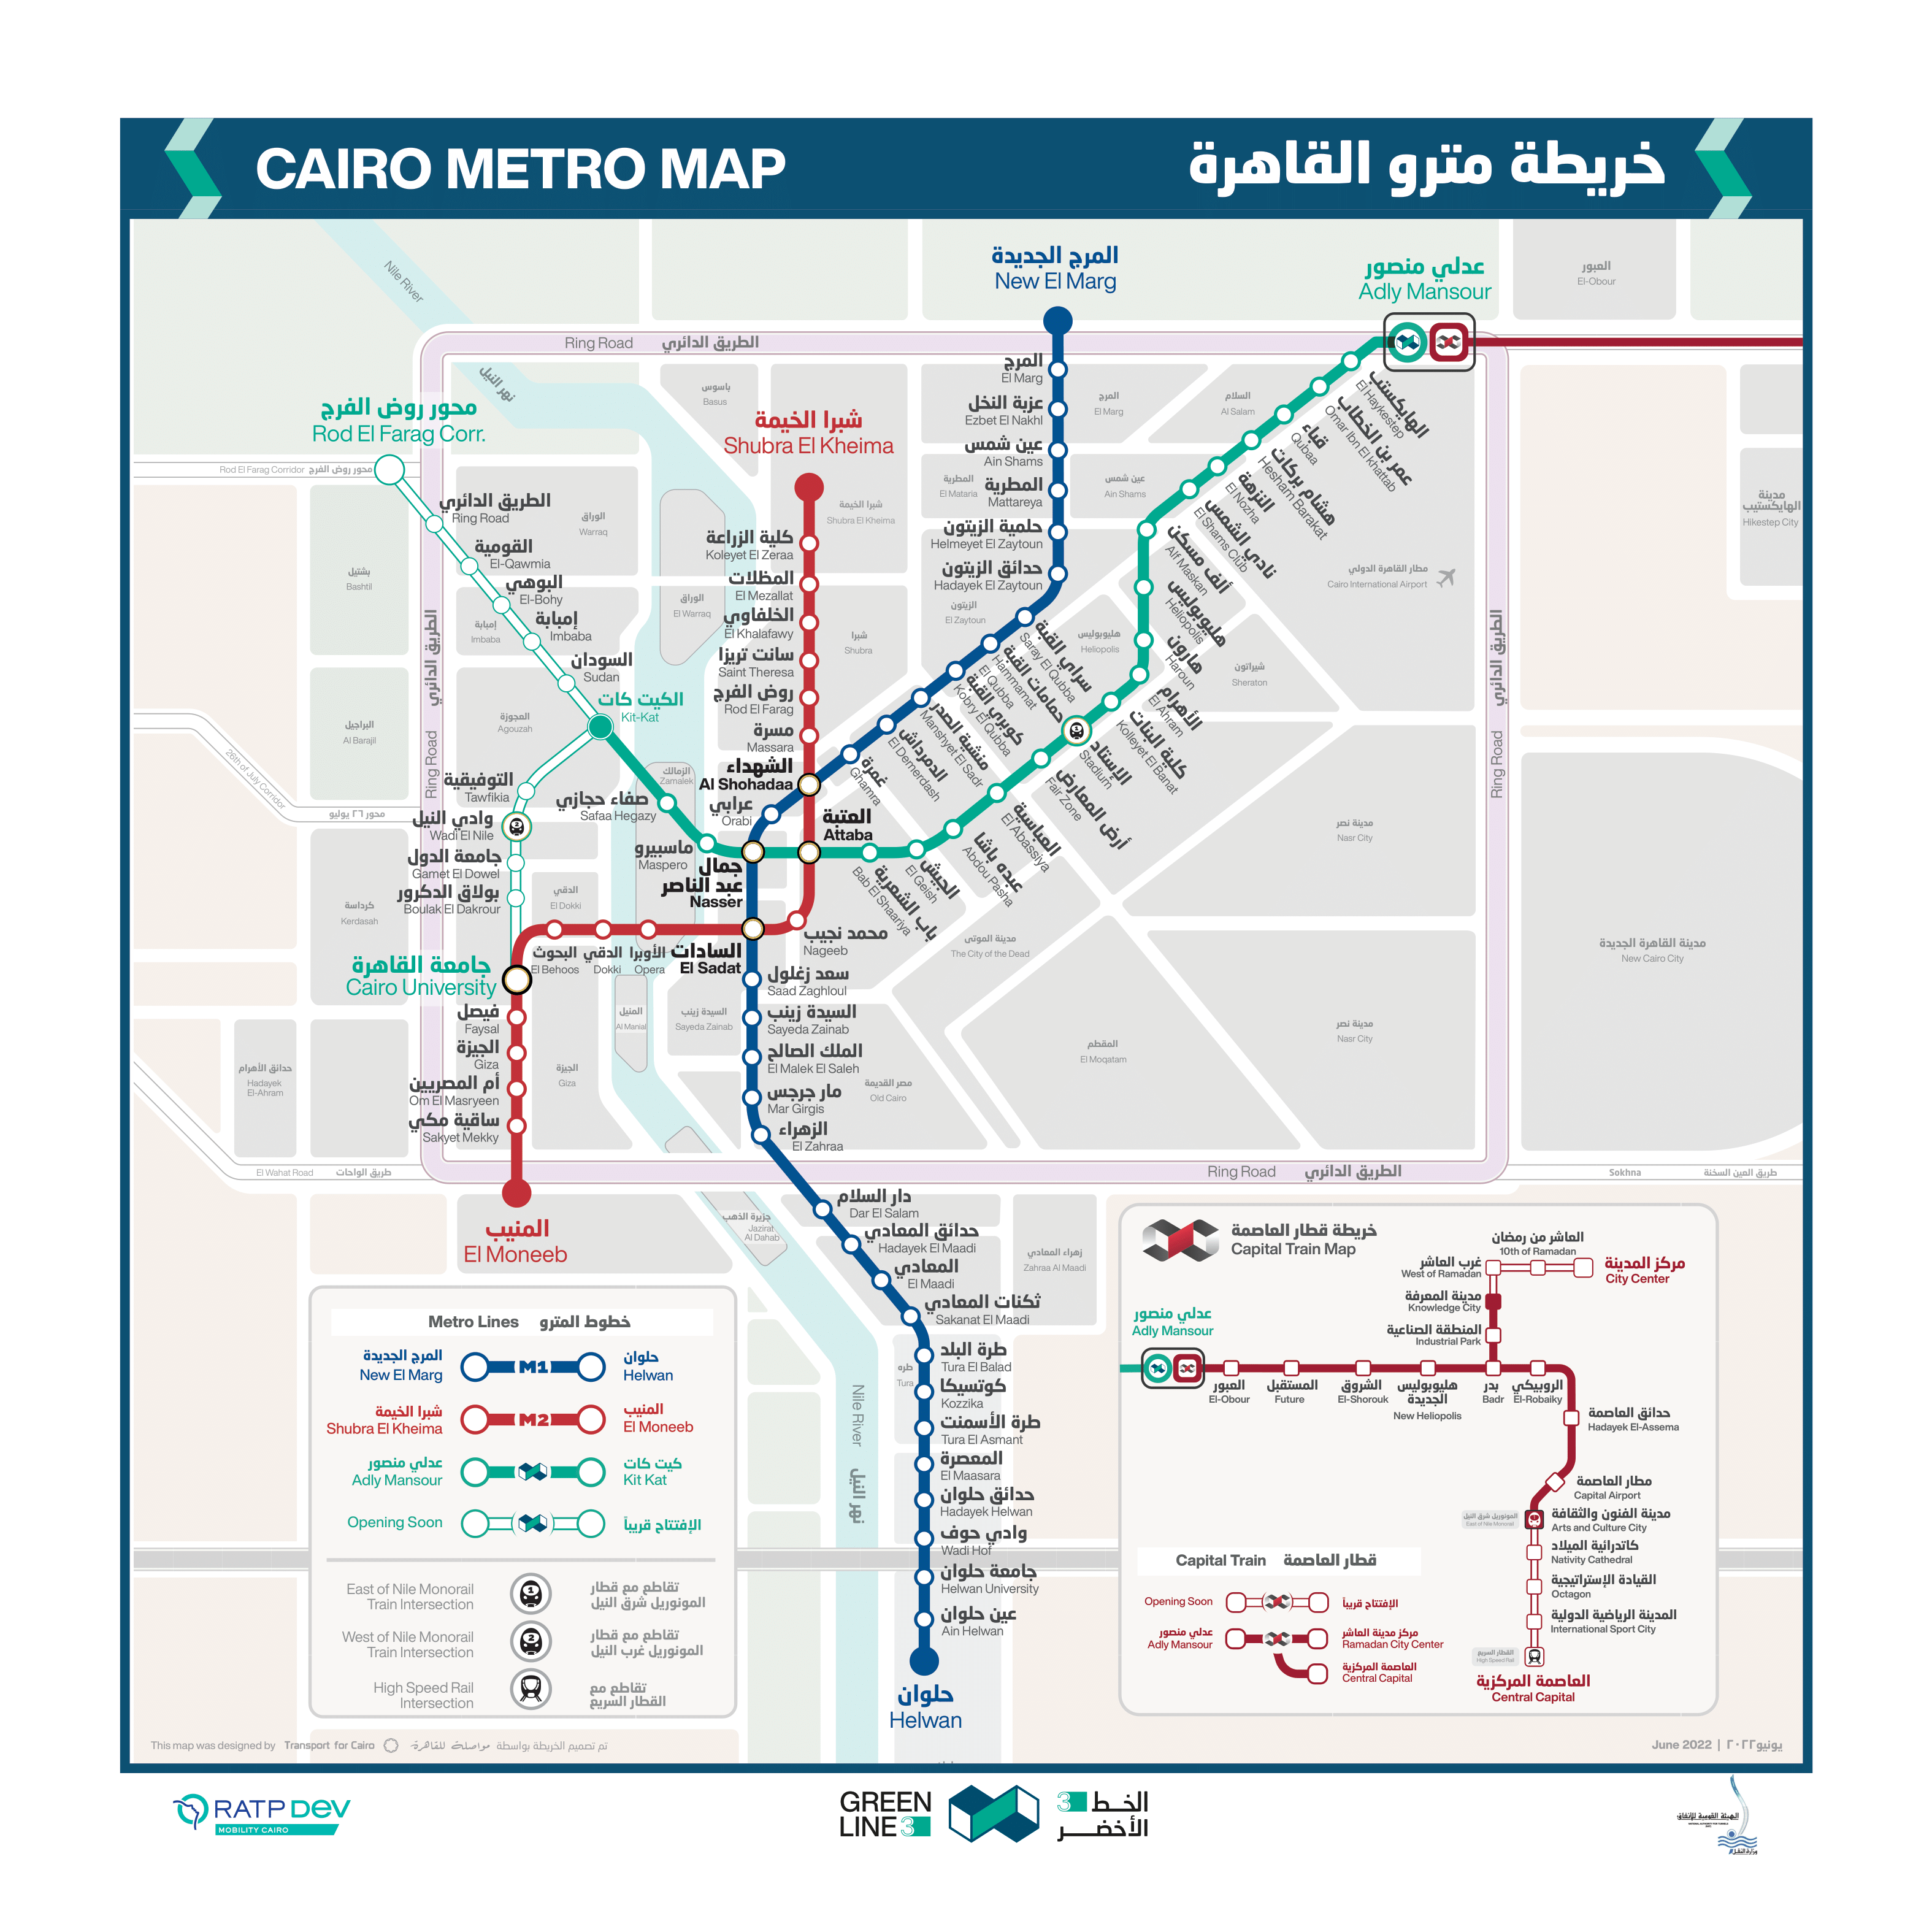 CAIRO METRO MAP
خريطة مترو القاهرة
المرج الجديدة
New El Marg
عدلي منصور
Adly Mansour
العبور
El-Obour
Nile River
Ring Road الطريق الدائري
نهر النيل
محور روض الفرج
Rod El Farag Corr.
Rod El Farag Corridor محور روض الفرج
شبرا الخيمة
Shubra El Kheima
باسوس
Basus
المرج
El Marg
عزبة النخل
Ezbet El Nakhl
عين شمس
Ain Shams
المطرية
Mattareya
حلمية الزيتون
Helmeyet El Zaytoun
حدائق الزيتون
Hadayek El Zaytoun
المرج
El Marg
السلام
Al Salam
المطرية
El Mataria
عين شمس
Ain Shams
شبرا الخيمة
Shubra El Kheima
الزيتون
El Zaytoun
هليوبوليس
Heliopolis
شيراتون
Sheraton
مطار القاهرة الدولي
Cairo International Airport
مدينة
الهايكستيب
Hikestep City
الهايكستب
El Haykestep
عمر بن الخطاب
Omar Ibn El khattab
قباء
Qubaa
هشام بركات
Hesham Barakat
النزهة
El Nozha
نادي الشمس
El Shams Club
ألف مسكن
Alf Maskan
هليوبوليس
Heliopolis
هارون
Haroun
الأهرام
El Ahram
كلية البنات
Kolleyet El Banat
الإستاد
Stadium
أرض المعارض
Fair Zone
العباسية
El Abassiya
عبده باشا
Abdou Pasha
الجيش
El Geish
باب الشعرية
Bab El Shaariya
سراي القبة
Saray El Qubba
حمامات القبة
Hammamat
El Qubba
كوبري القبة
Kobry El Qubba
منشية الصدر
Manshyet El Sadr
الدمرداش
El Demerdash
غمرة
Ghamra
الشهداء
Al Shohadaa
عرابي
Orabi
العتبة
Attaba
جمال
عبد الناصر
Nasser
ماسبيرو
Maspero
صفاء حجازي
Safaa Hegazy
الكيت كات
Kit-Kat
السودان
Sudan
إمبابة
Imbaba
البوهي
El-Bohy
القومية
El-Qawmia
الطريق الدائري
Ring Road
الوراق
Warraq
بشتيل
Bashtil
إمبابة
Imbaba
الوراق
El Warraq
العجوزة
Agouzah
البراجيل
Al Barajil
الزمالك
Zamalek
شبرا
Shubra
كلية الزراعة
Koleyet El Zeraa
المظلات
El Mezallat
الخلفاوي
El Khalafawy
سانت تريزا
Saint Theresa
روض الفرج
Rod El Farag
مسرة
Massara
التوفيقية
Tawfikia
وادي النيل
Wadi El Nile
جامعة الدول
Gamet El Dowel
بولاق الدكرور
Boulak El Dakrour
جامعة القاهرة
Cairo University
26th of July Corridor
محور ٢٦ يوليو
الطريق الدائري
Ring Road
الدقي
El Dokki
كرداسة
Kerdasah
البحوث
El Behoos
الدقي
Dokki
الأوبرا
Opera
السادات
El Sadat
محمد نجيب
Nageeb
فيصل
Faysal
الجيزة
Giza
أم المصريين
Om El Masryeen
ساقية مكي
Sakyet Mekky
المنيب
El Moneeb
حدائق الأهرام
Hadayek
El-Ahram
الجيزة
Giza
المنيل
Al Manial
السيدة زينب
Sayeda Zainab
سعد زغلول
Saad Zaghloul
السيدة زينب
Sayeda Zainab
الملك الصالح
El Malek El Saleh
مار جرجس
Mar Girgis
الزهراء
El Zahraa
مصر القديمة
Old Cairo
مدينة الموتى
The City of the Dead
المقطم
El Moqatam
مدينة نصر
Nasr City
مدينة نصر
Nasr City
مدينة القاهرة الجديدة
New Cairo City
الطريق الدائري
Ring Road
El Wahat Road طريق الواحات
Ring Road الطريق الدائري
Sokhna طريق العين السخنة
جزيرة الذهب
Jazirat
Al Dahab
دار السلام
Dar El Salam
حدائق المعادي
Hadayek El Maadi
المعادي
El Maadi
ثكنات المعادي
Sakanat El Maadi
زهراء المعادي
Zahraa Al Maadi
طره
Tura
طرة البلد
Tura El Balad
كوتسيكا
Kozzika
طرة الأسمنت
Tura El Asmant
المعصرة
El Maasara
حدائق حلوان
Hadayek Helwan
وادي حوف
Wadi Hof
جامعة حلوان
Helwan University
عين حلوان
Ain Helwan
حلوان
Helwan
Nile River
نهر النيل
Metro Lines خطوط المترو
المرج الجديدة
New El Marg
M1
حلوان
Helwan
شبرا الخيمة
Shubra El Kheima
M2
المنيب
El Moneeb
عدلي منصور
Adly Mansour
كيت كات
Kit Kat
Opening Soon
الإفتتاح قريباً
East of Nile Monorail
Train Intersection
1
تقاطع مع قطار
المونوريل شرق النيل
West of Nile Monorail
Train Intersection
2
تقاطع مع قطار
المونوريل غرب النيل
High Speed Rail
Intersection
تقاطع مع
القطار السريع
خريطة قطار العاصمة
Capital Train Map
عدلي منصور
Adly Mansour
العاشر من رمضان
10th of Ramadan
غرب العاشر
West of Ramadan
مركز المدينة
City Center
مدينة المعرفة
Knowledge City
المنطقة الصناعية
Industrial Park
العبور
El-Obour
المستقبل
Future
الشروق
El-Shorouk
هليوبوليس
الجديدة
New Heliopolis
بدر
Badr
الروبيكي
El-Robaiky
حدائق العاصمة
Hadayek El-Assema
مطار العاصمة
Capital Airport
المونوريل شرق النيل
East of Nile Monorail
مدينة الفنون والثقافة
Arts and Culture City
كاتدرائية الميلاد
Nativity Cathedral
القيادة الإستراتيجية
Octagon
المدينة الرياضية الدولية
International Sport City
القطار السريع
High Speed Rail
العاصمة المركزية
Central Capital
Capital Train قطار العاصمة
Opening Soon
الإفتتاح قريباً
عدلي منصور
Adly Mansour
مركز مدينة العاشر
Ramadan City Center
العاصمة المركزية
Central Capital
This map was designed by Transport for Cairo مواصلة للقاهرة تم تصميم الخريطة بواسطة
June 2022 | يونيو٢٠٢٢
RATP DEV
MOBILITY CAIRO
GREEN
LINE 3
الخط 3
الأخضر
الهيئة القومية للإنفاق
وزارة النقل